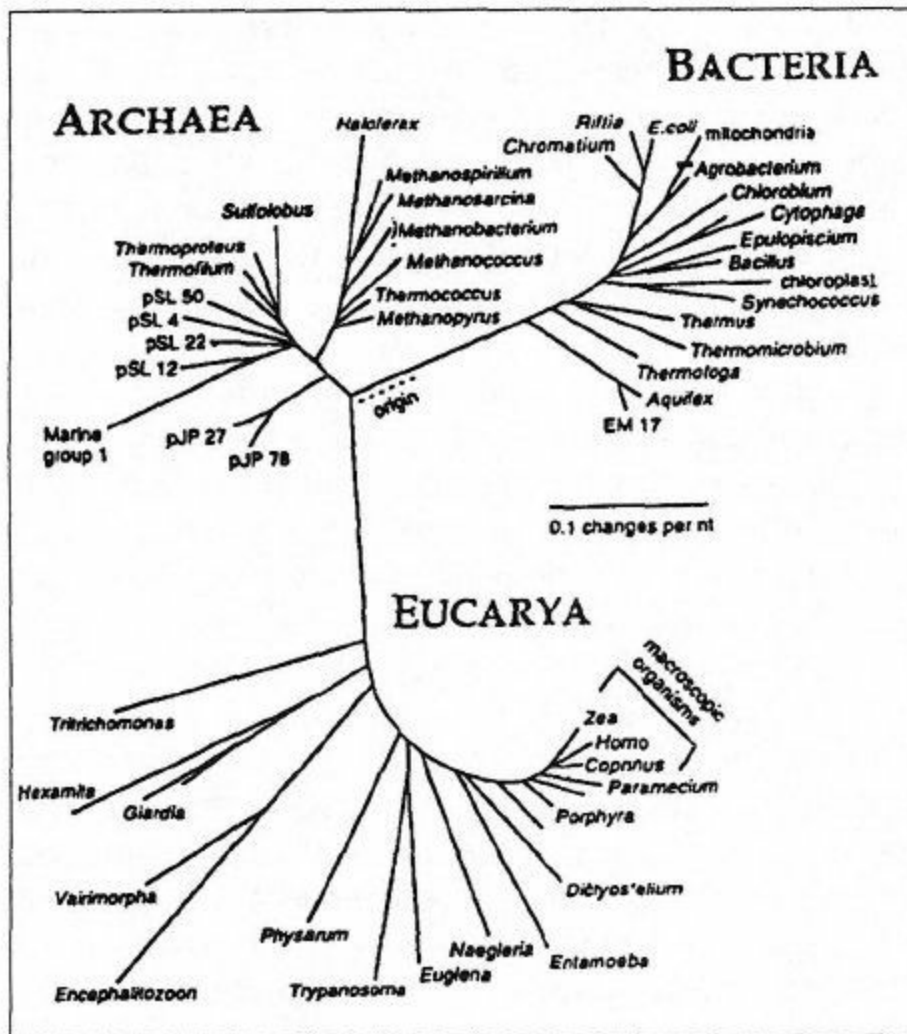 BACTERIA
ARCHAEA
Haloferax
Riftia
E.coli
mitochondria
Chromatium
Methanospirillum
Agrobacterium
Methanosarcina
Chlorobium
Sulfolobus
Cytophaga
Methanobacterium
Thermoproteus
Epulopiscium
Thermofilum
Methanococcus
Bacillus
pSL 50
chloroplast
Thermococcus
Synechococcus
pSL 4
Methanopyrus
Thermus
pSL 22
Thermomicrobium
pSL 12
Thermotoga
origin
Aquifex
Marine
group 1
pJP 27
EM 17
pJP 78
0.1 changes per nt
EUCARYA
macroscopic
organisms
Tritrichomonas
Zea
Homo
Coprinus
Paramecium
Hexamita
Giardia
Porphyra
Dictyostelium
Vairimorpha
Physarum
Naegleria
Entamoeba
Euglena
Trypanosoma
Encephalitozoon